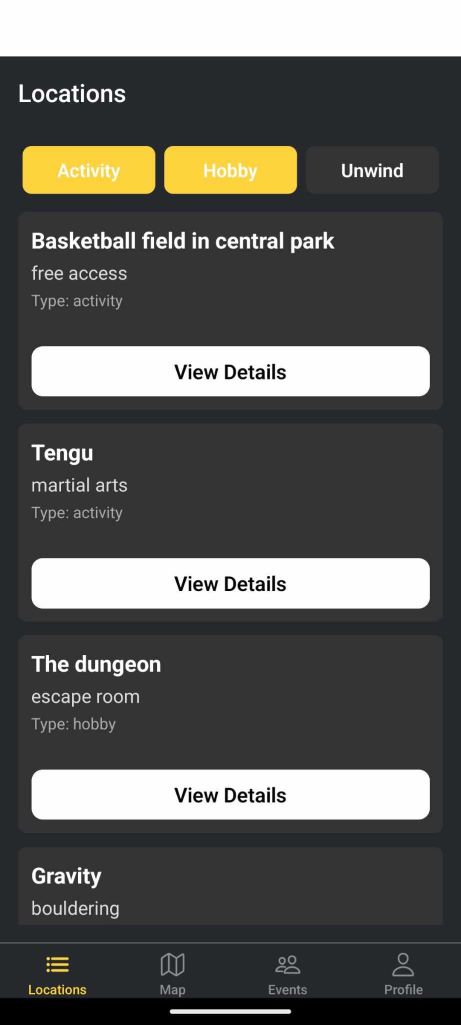 Locations
Activity Hobby Unwind
Basketball field in central park
free access
Type: activity
View Details
Tengu
martial arts
Type: activity
View Details
The dungeon
escape room
Type: hobby
View Details
Gravity
bouldering
Locations Map Events Profile